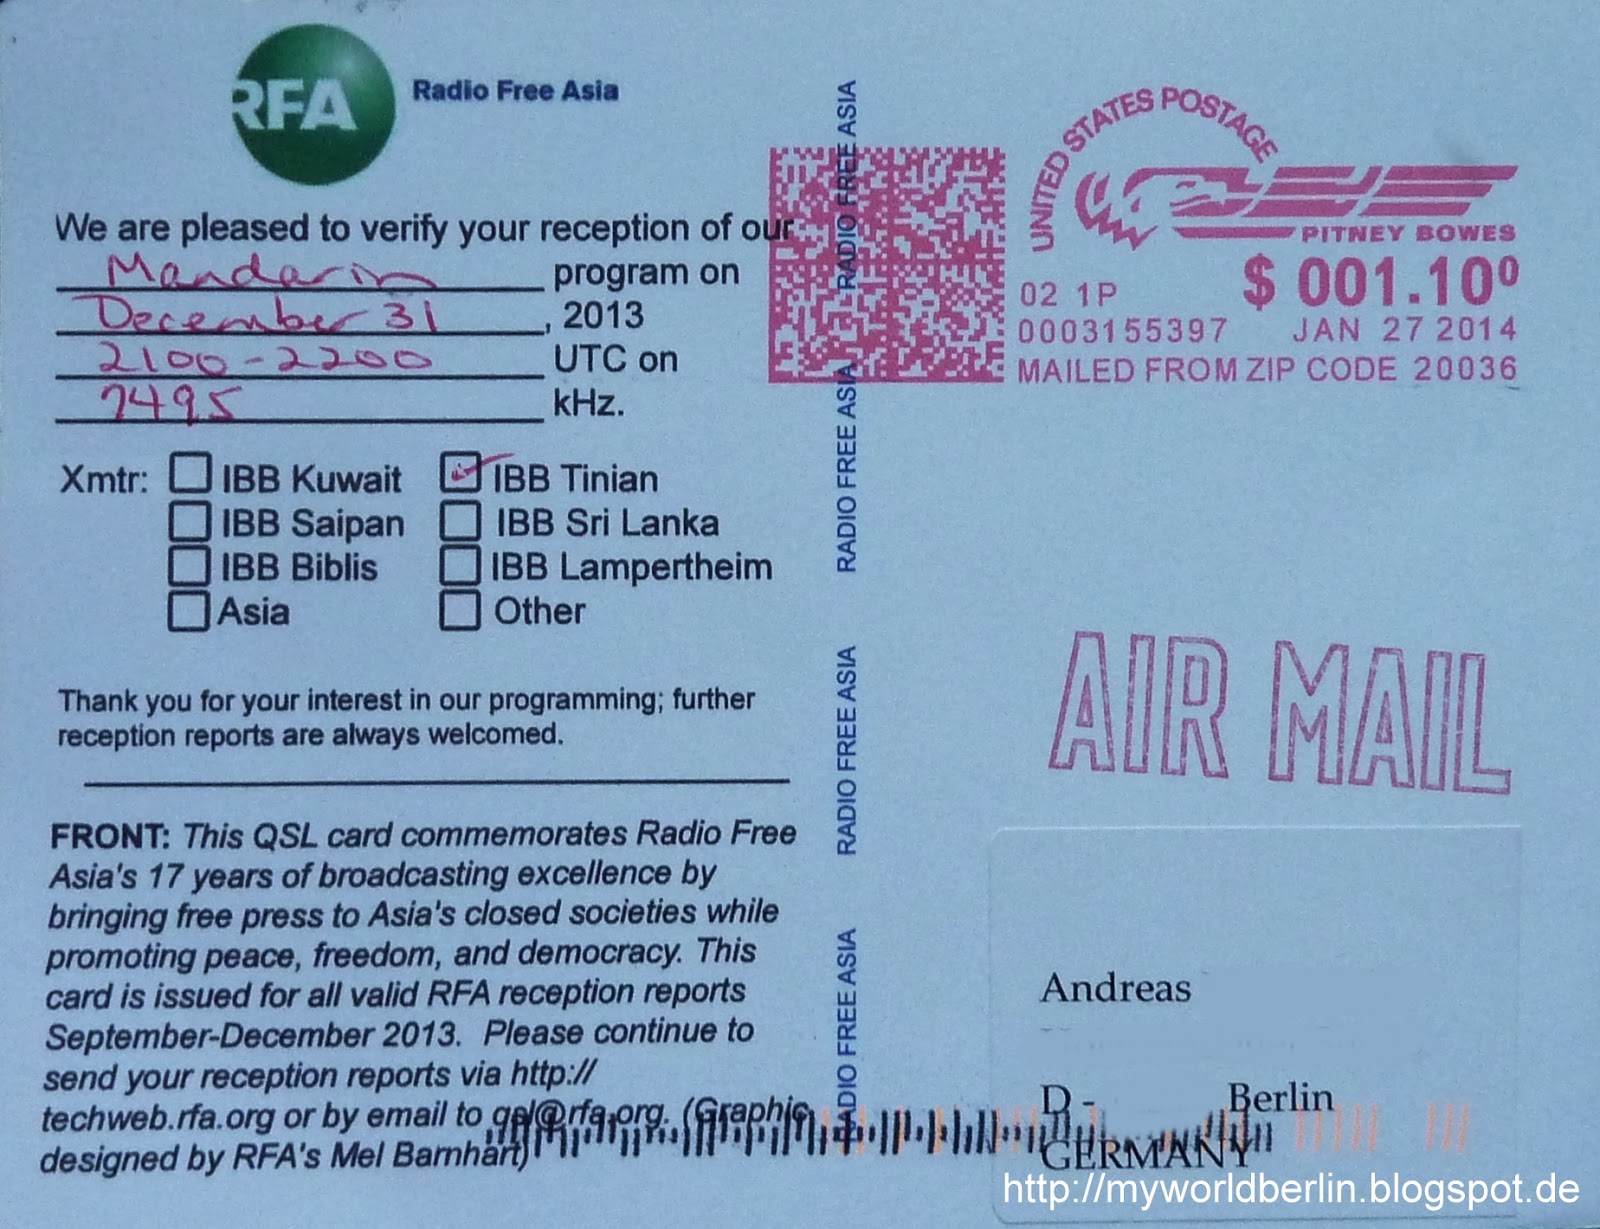 RFA
Radio Free Asia
We are pleased to verify your reception of our
Mandarin program on
December 31, 2013
2100-2200 UTC on
7495 kHz.
Xmtr: IBB Kuwait IBB Tinian
IBB Saipan IBB Sri Lanka
IBB Biblis IBB Lampertheim
Asia Other
Thank you for your interest in our programming; further
reception reports are always welcomed.
FRONT: This QSL card commemorates Radio Free
Asia's 17 years of broadcasting excellence by
bringing free press to Asia's closed societies while
promoting peace, freedom, and democracy. This
card is issued for all valid RFA reception reports
September-December 2013. Please continue to
send your reception reports via http://
techweb.rfa.org or by email to qsl@rfa.org. (Graphic
designed by RFA's Mel Barnhart)
RADIO FREE ASIA
RADIO FREE ASIA
RADIO FREE ASIA
RADIO FREE ASIA
RADIO FREE ASIA
UNITED STATES POSTAGE
PITNEY BOWES
02 1P $ 001.10⁰
0003155397 JAN 27 2014
MAILED FROM ZIP CODE 20036
AIR MAIL
Andreas
D - Berlin
GERMANY
http://myworldberlin.blogspot.de